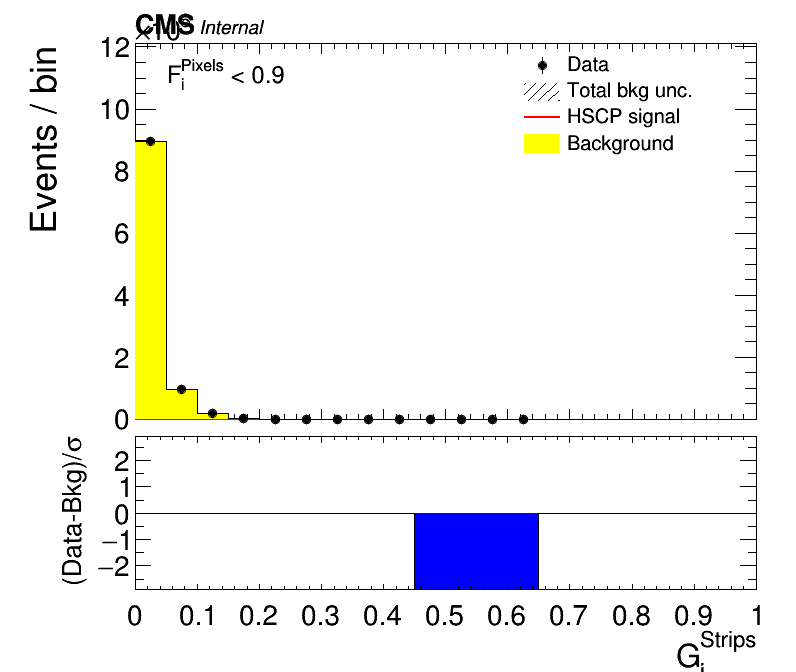 CMS Internal
F_i^Pixels < 0.9
Data
Total bkg unc.
HSCP signal
Background
Events / bin
12
10
8
6
4
2
0
(Data-Bkg)/σ
2
1
0
−1
−2
0 0.1 0.2 0.3 0.4 0.5 0.6 0.7 0.8 0.9 1
G_i^Strips